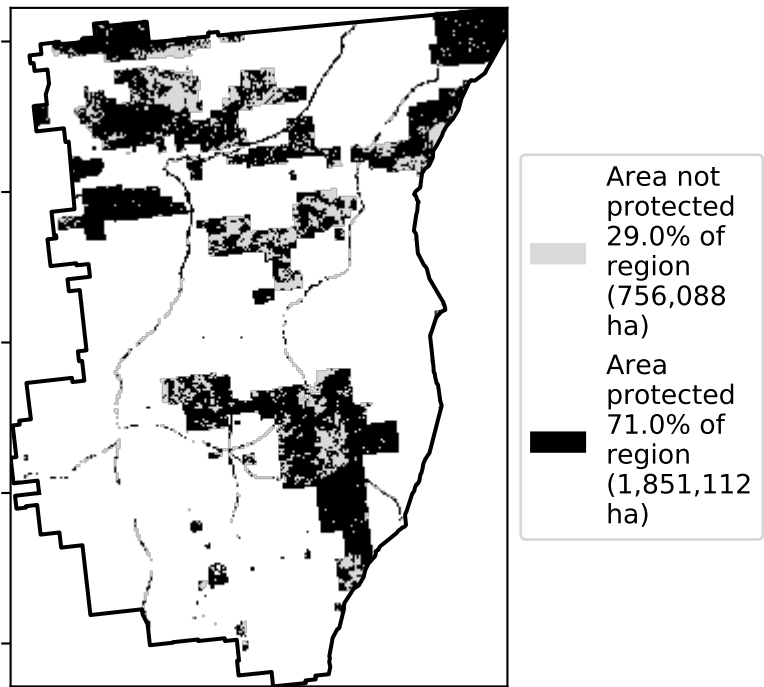 Area not
protected
29.0% of
region
(756,088
ha)
Area
protected
71.0% of
region
(1,851,112
ha)